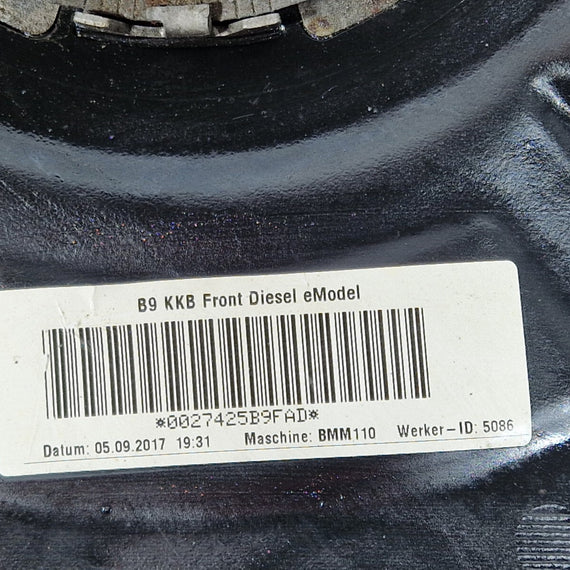 B9 KKB Front Diesel eModel
*0027425B9FAD*
Datum: 05.09.2017 19:31 Maschine: BMM110 Werker-ID: 5086